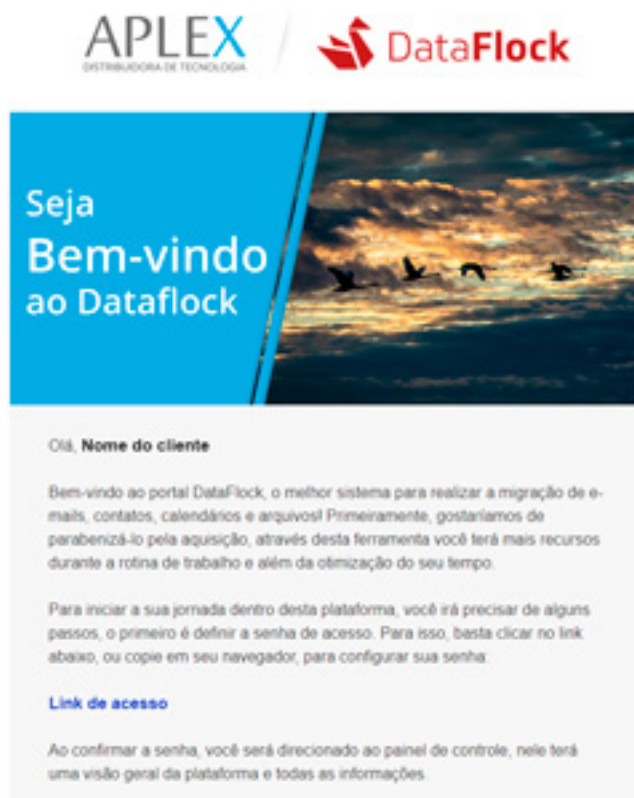 APLEX
DISTRIBUIDORA DE TECNOLOGIA
DataFlock
Seja
Bem-vindo
ao Dataflock
Olá, Nome do cliente
Bem-vindo ao portal DataFlock, o melhor sistema para realizar a migração de e-
mails, contatos, calendários e arquivos! Primeiramente, gostaríamos de
parabenizá-lo pela aquisição, através desta ferramenta você terá mais recursos
durante a rotina de trabalho e além da otimização do seu tempo.
Para iniciar a sua jornada dentro desta plataforma, você irá precisar de alguns
passos, o primeiro é definir a senha de acesso. Para isso, basta clicar no link
abaixo, ou copie em seu navegador, para configurar sua senha:
Link de acesso
Ao confirmar a senha, você será direcionado ao painel de controle, nele terá
uma visão geral da plataforma e todas as informações.